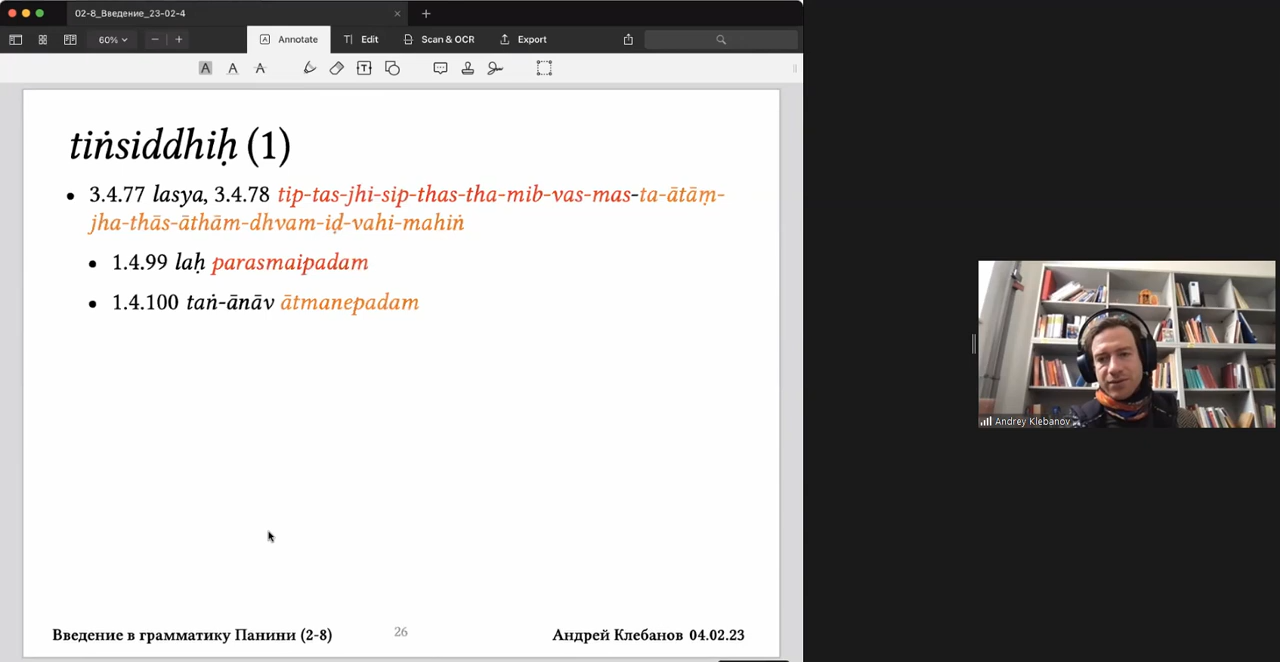 02-8_Введение_23-02-4
60%
Annotate
Edit
Scan & OCR
Export
tiṅsiddhiḥ (1)
• 3.4.77 lasya, 3.4.78 tip-tas-jhi-sip-thas-tha-mib-vas-mas-ta-ātāṃ-
jha-thās-āthām-dhvam-iḍ-vahi-mahiṅ
• 1.4.99 laḥ parasmaipadam
• 1.4.100 taṅ-ānāv ātmanepadam
Введение в грамматику Панини (2-8)
26
Андрей Клебанов 04.02.23
Andrey Klebanov